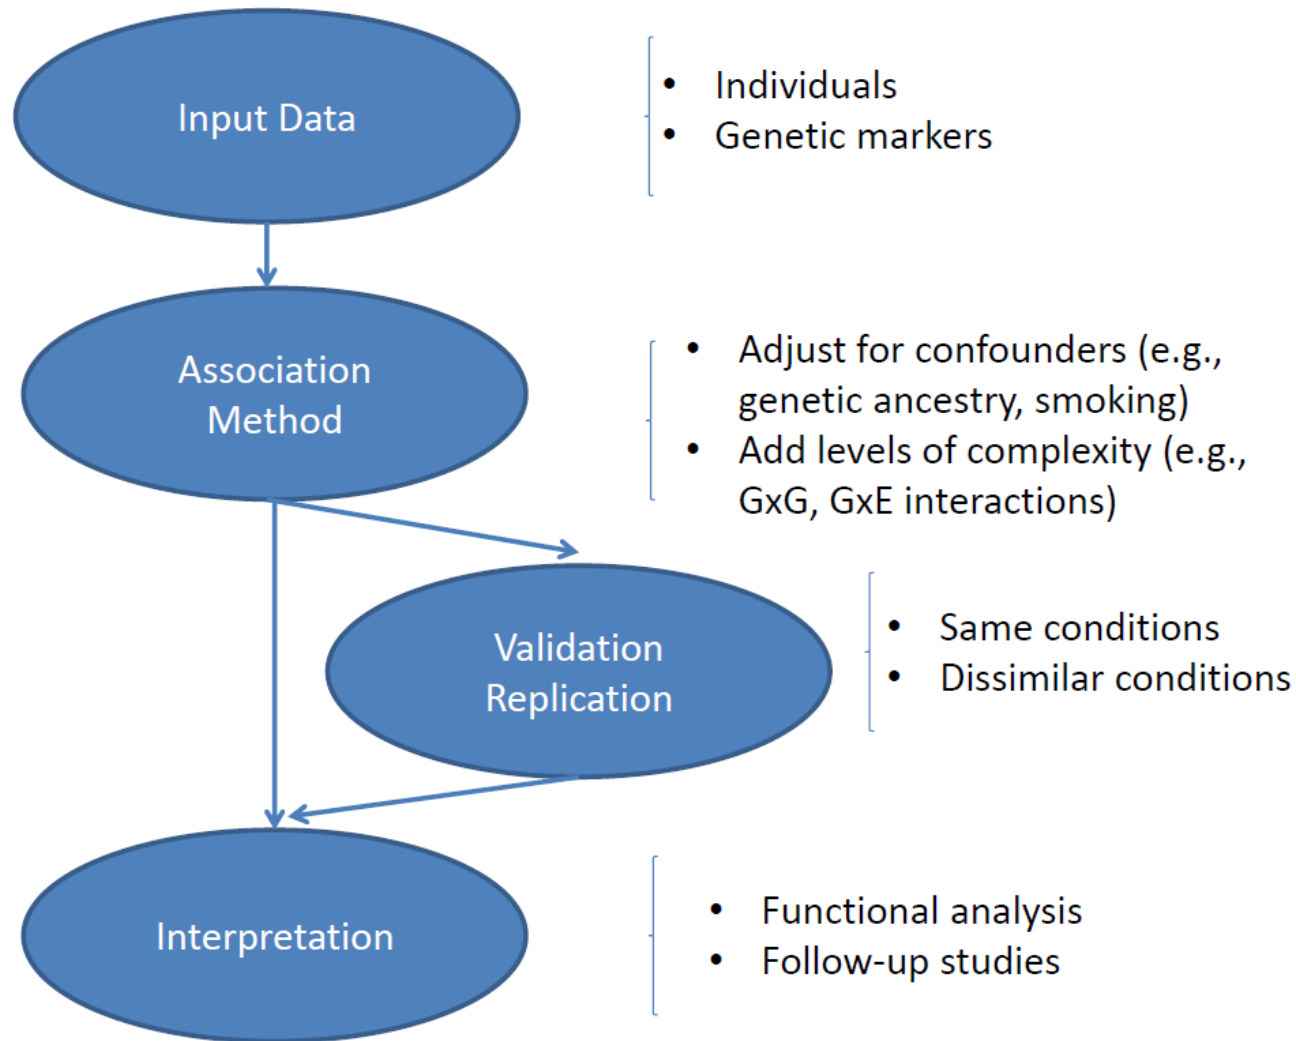 Input Data
• Individuals
• Genetic markers
Association
Method
• Adjust for confounders (e.g.,
genetic ancestry, smoking)
• Add levels of complexity (e.g.,
GxG, GxE interactions)
Validation
Replication
• Same conditions
• Dissimilar conditions
Interpretation
• Functional analysis
• Follow-up studies